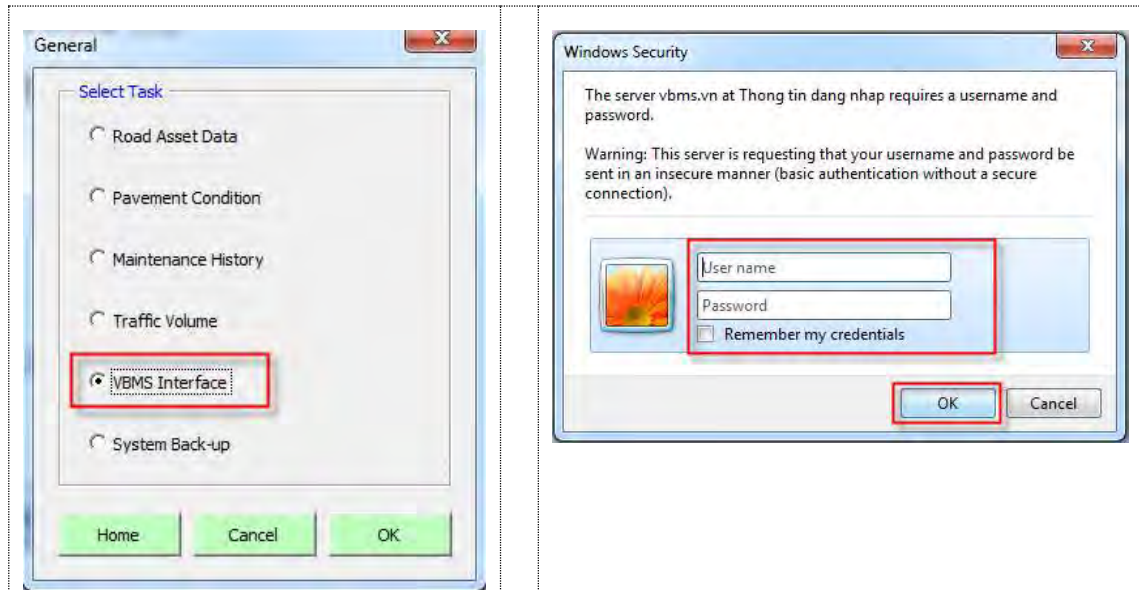 General
Select Task
Road Asset Data
Pavement Condition
Maintenance History
Traffic Volume
VBMS Interface
System Back-up
Home Cancel OK
Windows Security
The server vbms.vn at Thong tin dang nhap requires a username and
password.
Warning: This server is requesting that your username and password be
sent in an insecure manner (basic authentication without a secure
connection).
User name
Password
Remember my credentials
OK Cancel